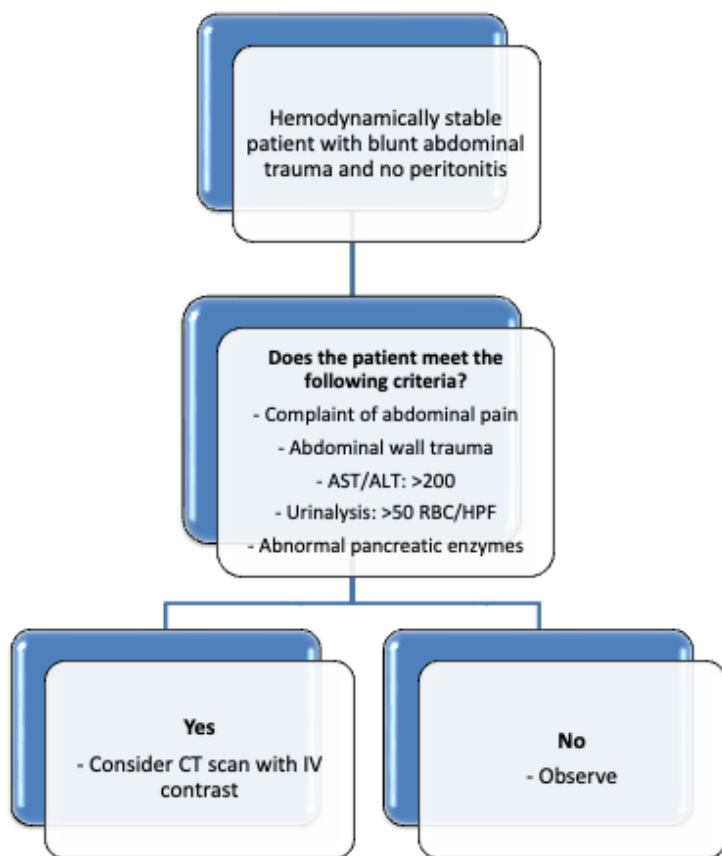 Hemodynamically stable
patient with blunt abdominal
trauma and no peritonitis
Does the patient meet the
following criteria?
- Complaint of abdominal pain
- Abdominal wall trauma
- AST/ALT: >200
- Urinalysis: >50 RBC/HPF
- Abnormal pancreatic enzymes
Yes
- Consider CT scan with IV
contrast
No
- Observe